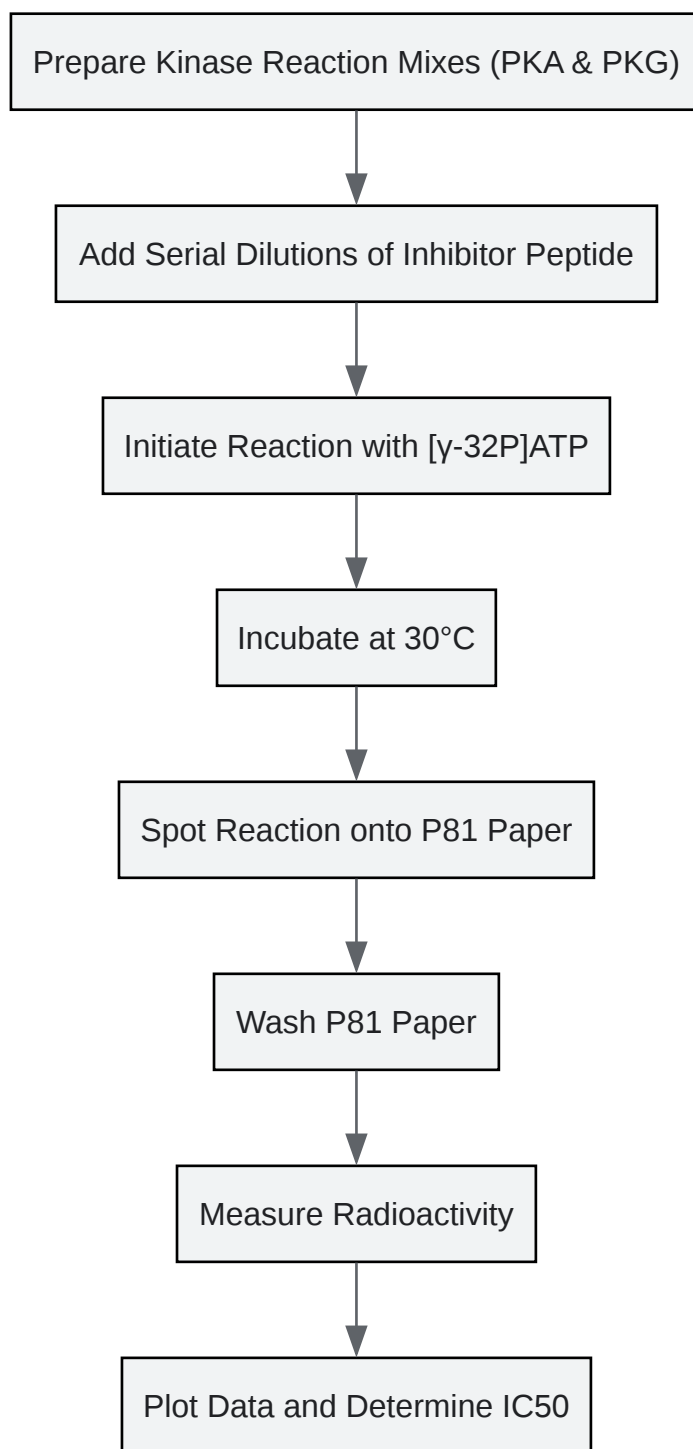 Prepare Kinase Reaction Mixes (PKA & PKG)
Add Serial Dilutions of Inhibitor Peptide
Initiate Reaction with [γ-32P]ATP
Incubate at 30°C
Spot Reaction onto P81 Paper
Wash P81 Paper
Measure Radioactivity
Plot Data and Determine IC50